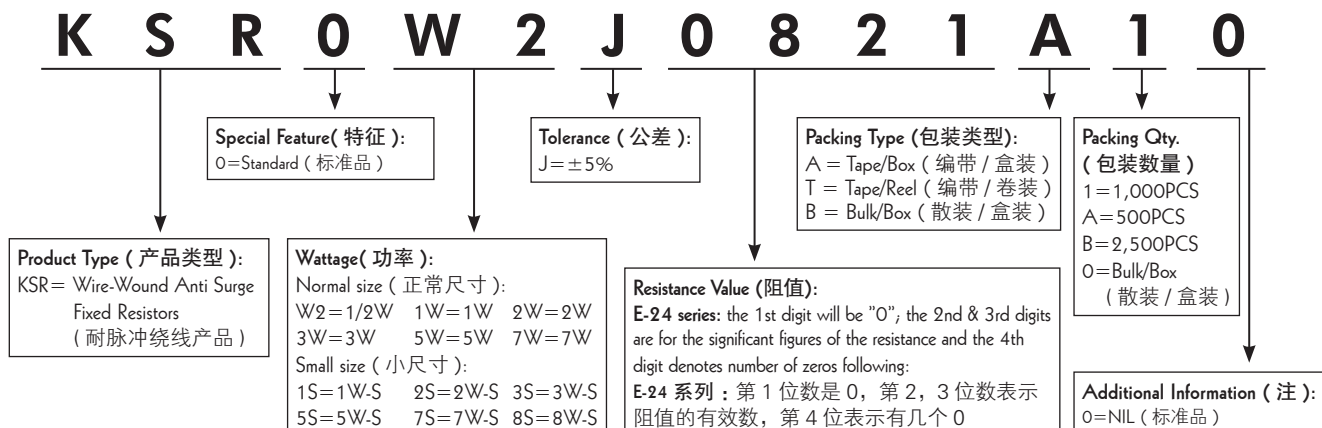 K S R 0 W 2 J 0 8 2 1 A 1 0
Special Feature( 特征 ):
0=Standard ( 标准品 )
Tolerance ( 公差 ):
J=±5%
Packing Type (包装类型):
A = Tape/Box ( 编带 / 盒装 )
T = Tape/Reel ( 编带 / 卷装 )
B = Bulk/Box ( 散装 / 盒装 )
Packing Qty.
( 包装数量 )
1=1,000PCS
A=500PCS
B=2,500PCS
0=Bulk/Box
( 散装 / 盒装 )
Product Type ( 产品类型 ):
KSR= Wire-Wound Anti Surge
Fixed Resistors
( 耐脉冲绕线产品 )
Wattage( 功率 ):
Normal size ( 正常尺寸 ):
W2=1/2W 1W=1W 2W=2W
3W=3W 5W=5W 7W=7W
Small size ( 小尺寸 ):
1S=1W-S 2S=2W-S 3S=3W-S
5S=5W-S 7S=7W-S 8S=8W-S
Resistance Value (阻值):
E-24 series: the 1st digit will be "0"; the 2nd & 3rd digits
are for the significant figures of the resistance and the 4th
digit denotes number of zeros following:
E-24 系列 : 第 1 位数是 0，第 2，3 位数表示
阻值的有效数，第 4 位表示有几个 0
Additional Information ( 注 ):
0=NIL ( 标准品 )